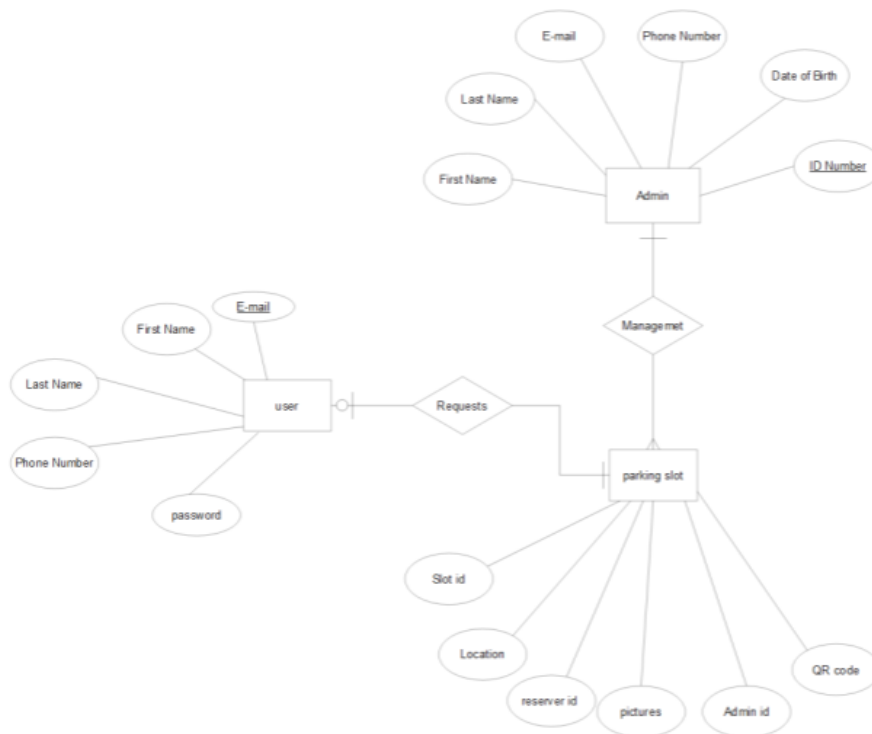 E-mail
Phone Number
Date of Birth
Last Name
ID Number
First Name
Admin
E-mail
First Name
Managemet
Last Name
user
Requests
Phone Number
parking slot
password
Slot id
Location
QR code
reserver id
pictures
Admin id